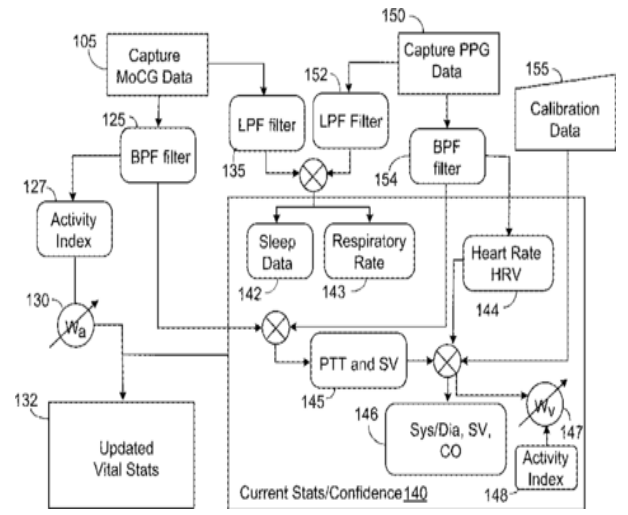 105
Capture
MoCG Data
150
Capture PPG
Data
152
155
Calibration
Data
125
BPF filter
LPF filter
135
LPF Filter
154
BPF
filter
127
Activity
Index
Sleep
Data
142
Respiratory
Rate
143
Heart Rate
HRV
144
130
Wa
PTT and SV
145
132
Updated
Vital Stats
146
Sys/Dia, SV,
CO
Wv
147
Activity
Index
148
Current Stats/Confidence 140